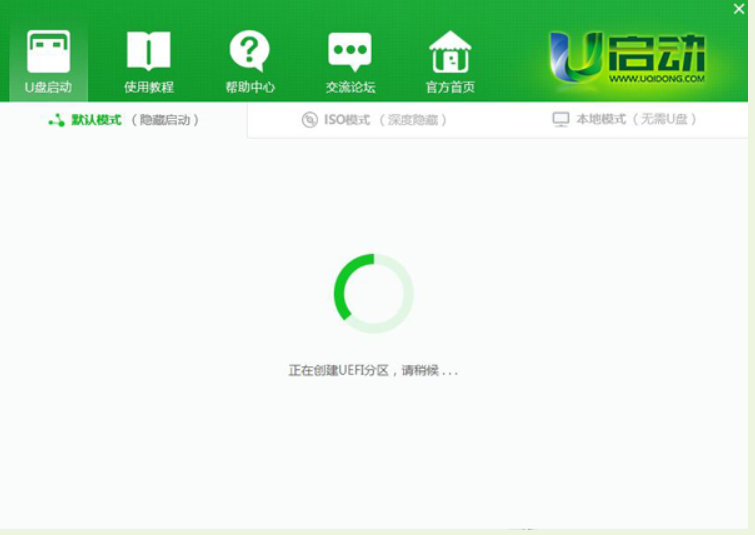 U启动
WWW.UQIDONG.COM
U盘启动
使用教程
帮助中心
交流论坛
官方首页
默认模式（隐藏启动）
ISO模式（深度隐藏）
本地模式（无需U盘）
正在创建UEFI分区，请稍候...